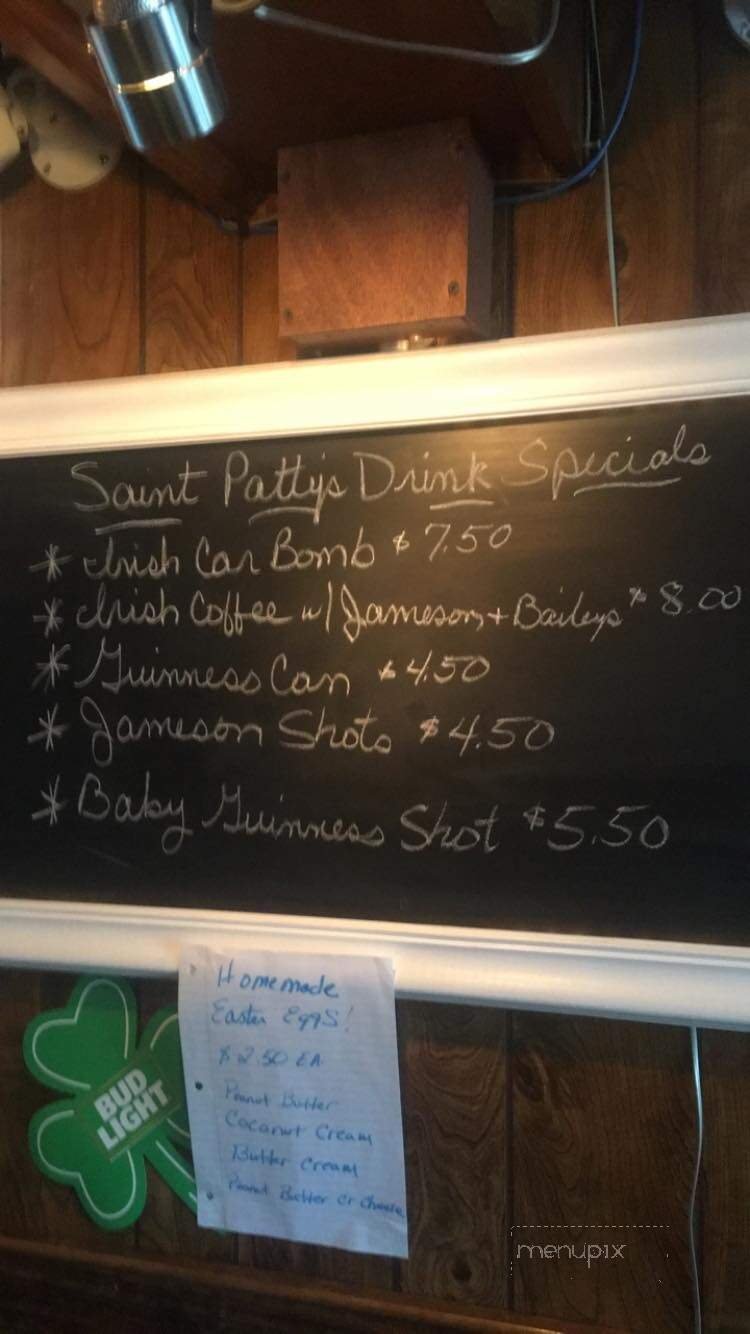 Saint Patty's Drink Specials
* Irish Car Bomb $7.50
* Irish Coffee w/ Jameson + Baileys $8.00
* Guinness Can $4.50
* Jameson Shots $4.50
* Baby Guinness Shot $5.50
Homemade
Easter Eggs!
$2.50 EA
Peanut Butter
Coconut Cream
Butter Cream
Peanut Butter cr
BUD
LIGHT
menupix